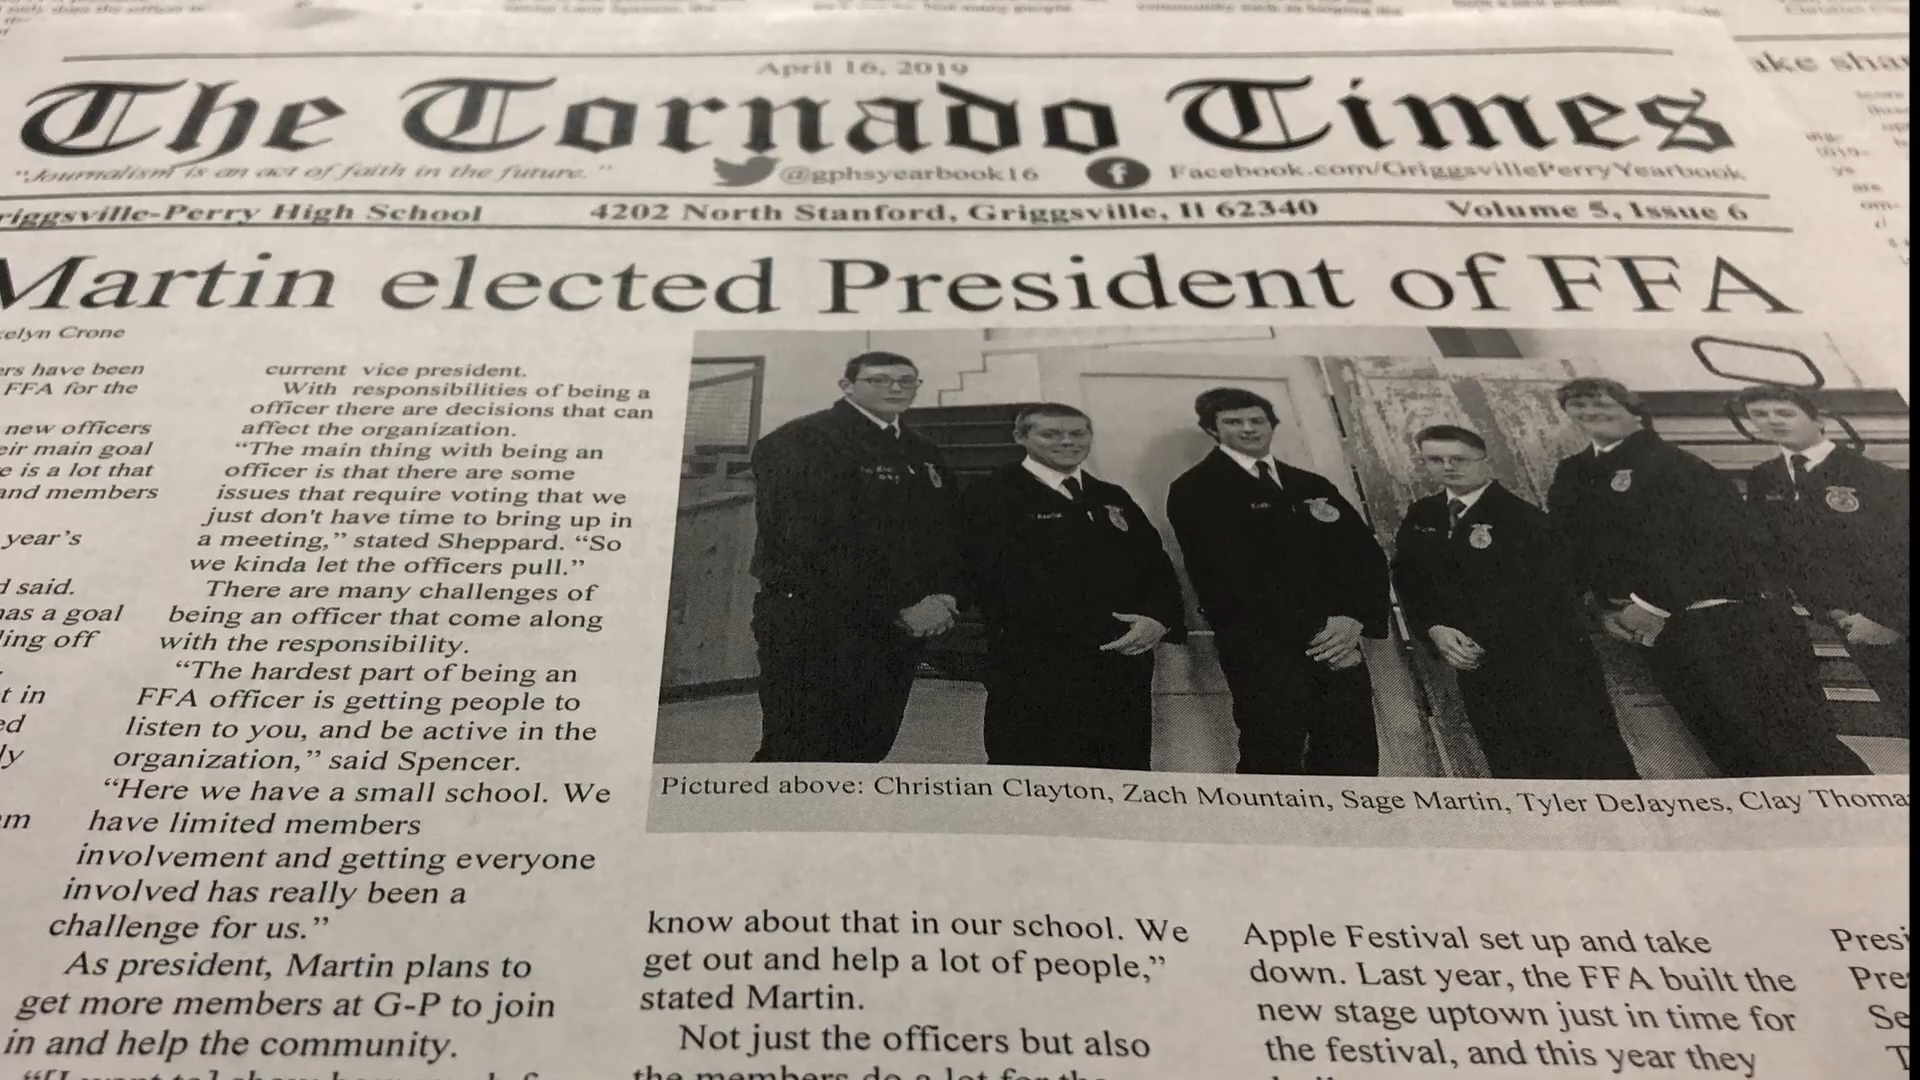 April 16, 2019
The Tornado Times
"Journalism is an act of faith in the future."
@gphsyearbook16
Facebook.com/GriggsvillePerryYearbook
riggsville-Perry High School 4202 North Stanford, Griggsville, Il 62340 Volume 5, Issue 6
Martin elected President of FFA
kelyn Crone
ers have been
FFA for the
new officers
eir main goal
e is a lot that
and members
year's
d said.
has a goal
ling off
t in
ed
ly
am
current vice president.
With responsibilities of being a
officer there are decisions that can
affect the organization.
"The main thing with being an
officer is that there are some
issues that require voting that we
just don't have time to bring up in
a meeting," stated Sheppard. "So
we kinda let the officers pull."
There are many challenges of
being an officer that come along
with the responsibility.
"The hardest part of being an
FFA officer is getting people to
listen to you, and be active in the
organization," said Spencer.
"Here we have a small school. We
have limited members
involvement and getting everyone
involved has really been a
challenge for us."
As president, Martin plans to
get more members at G-P to join
in and help the community.
Pictured above: Christian Clayton, Zach Mountain, Sage Martin, Tyler DeJaynes, Clay Thoma
know about that in our school. We
get out and help a lot of people,"
stated Martin.
Not just the officers but also
the members do a lot for the
Apple Festival set up and take
down. Last year, the FFA built the
new stage uptown just in time for
the festival, and this year they
Presi
Pre
Se
T
ake sha